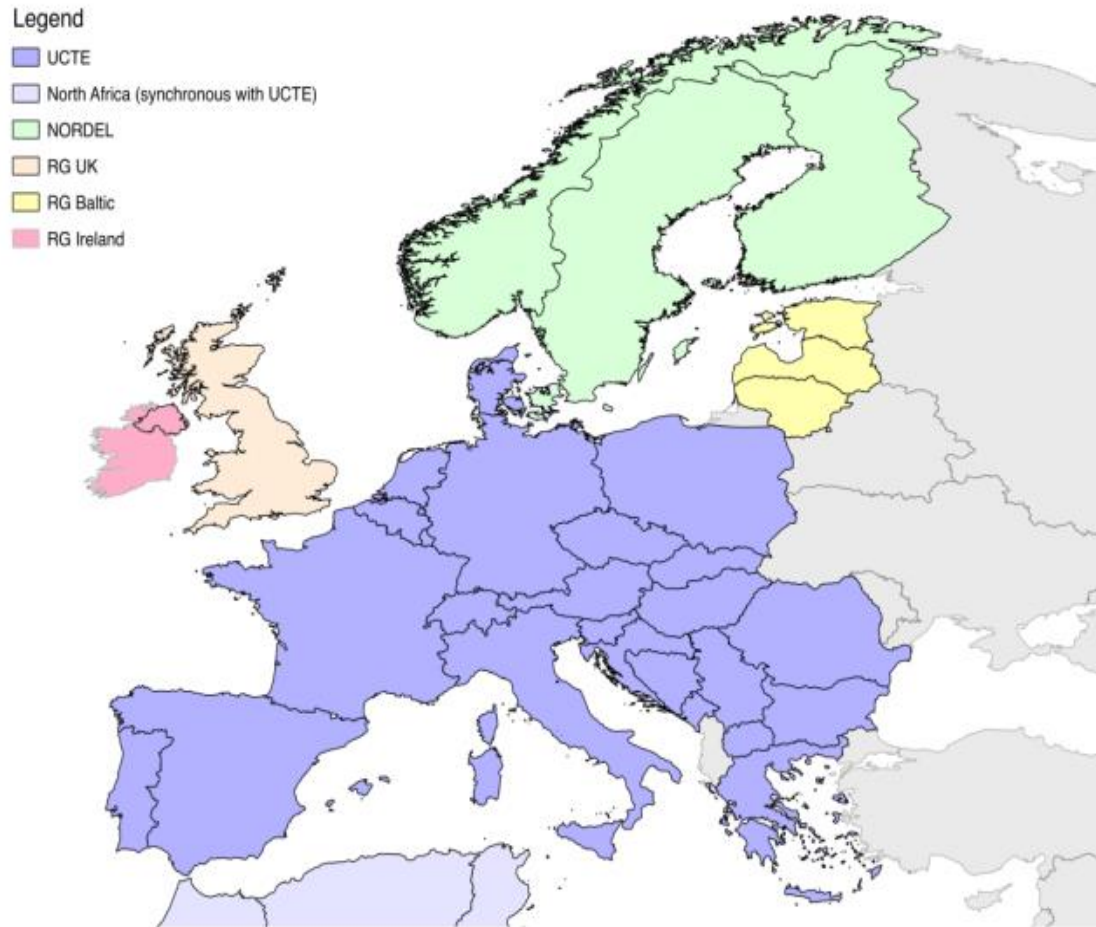 Legend
UCTE
North Africa (synchronous with UCTE)
NORDEL
RG UK
RG Baltic
RG Ireland